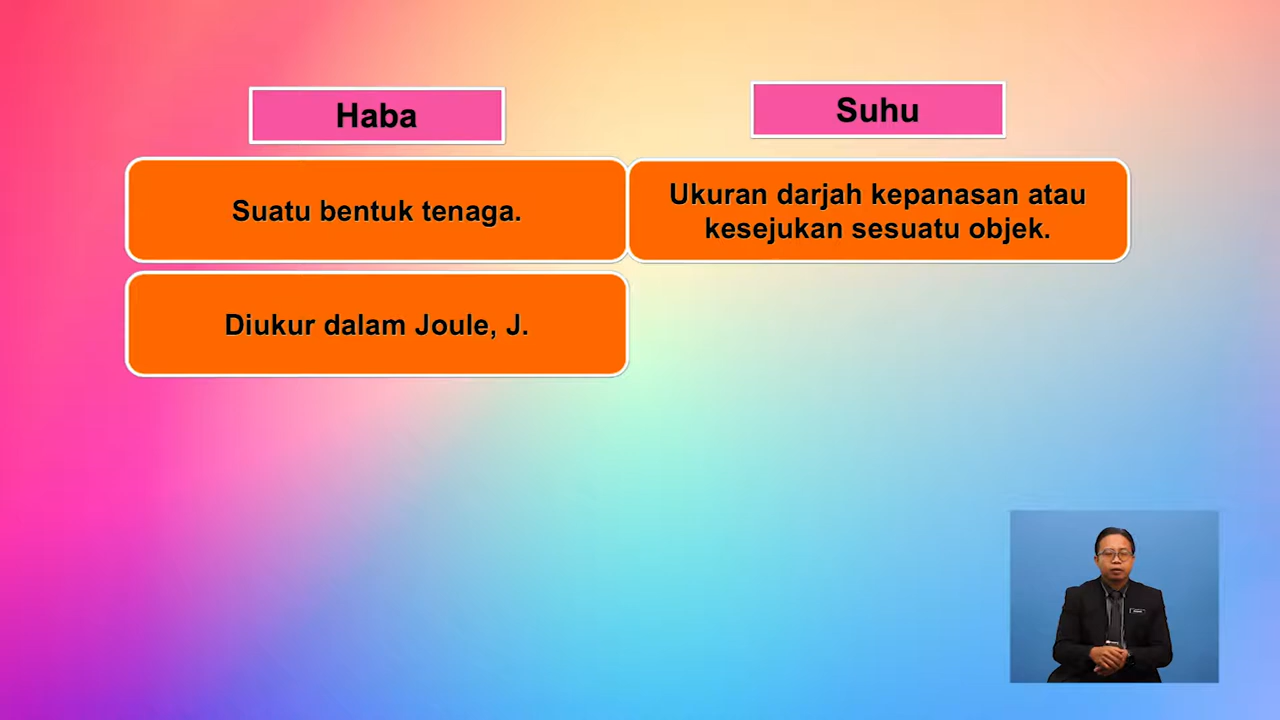 Haba
Suhu
Suatu bentuk tenaga.
Ukuran darjah kepanasan atau
kesejukan sesuatu objek.
Diukur dalam Joule, J.